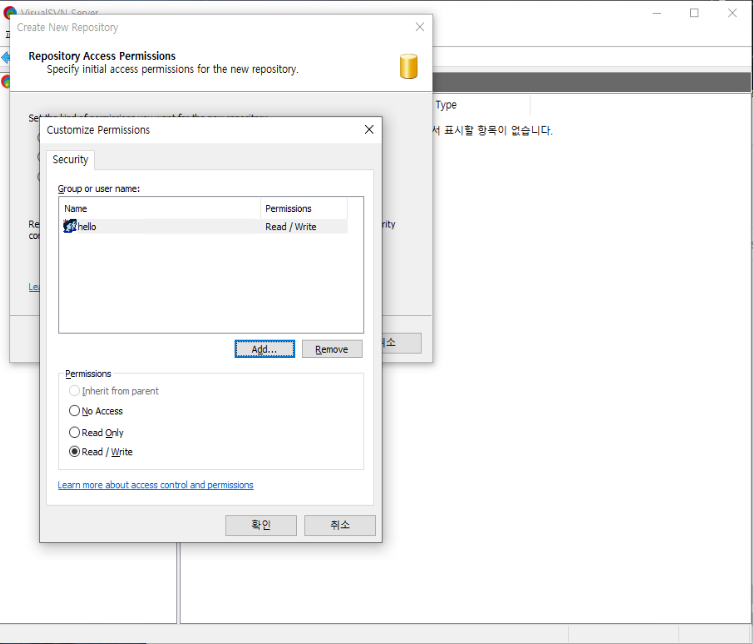 VisualSVN Server
Create New Repository
Repository Access Permissions
Specify initial access permissions for the new repository.
Type
서 표시할 항목이 없습니다.
Customize Permissions
Security
Group or user name:
Name Permissions
hello Read / Write
Add... Remove
취소
Permissions
Inherit from parent
No Access
Read Only
Read / Write
Learn more about access control and permissions
확인 취소